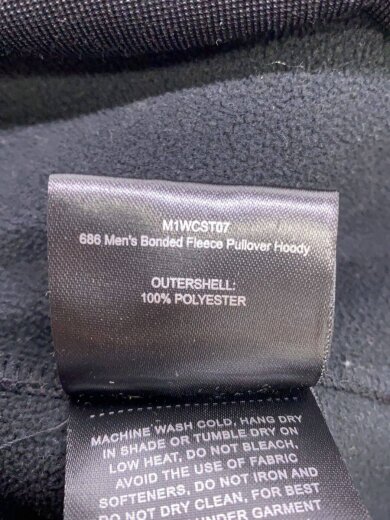 M1WCST07
686 Men's Bonded Fleece Pullover Hoody
OUTERSHELL:
100% POLYESTER
MACHINE WASH COLD, HANG DRY
IN SHADE OR TUMBLE DRY ON
LOW HEAT, DO NOT BLEACH.
AVOID THE USE OF FABRIC
SOFTENERS, DO NOT IRON AND
DO NOT DRY CLEAN, FOR BEST
UNDER GARMENT